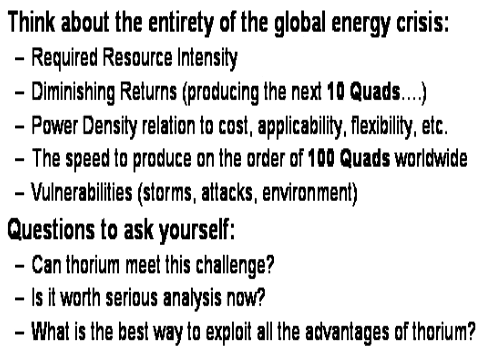 Think about the entirety of the global energy crisis:
– Required Resource Intensity
– Diminishing Returns (producing the next 10 Quads….)
– Power Density relation to cost, applicability, flexibility, etc.
– The speed to produce on the order of 100 Quads worldwide
– Vulnerabilities (storms, attacks, environment)
Questions to ask yourself:
– Can thorium meet this challenge?
– Is it worth serious analysis now?
– What is the best way to exploit all the advantages of thorium?